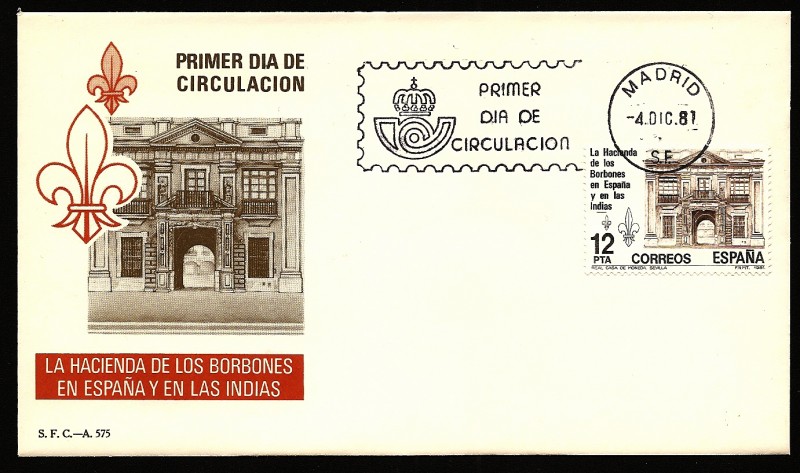 PRIMER DIA DE
CIRCULACION
LA HACIENDA DE LOS BORBONES
EN ESPAÑA Y EN LAS INDIAS
S. F. C.—A. 575
PRIMER
DIA DE
CIRCULACION
MADRID
-4.DIC.81
S.F.
La Hacienda
de los
Borbones
en España
y en las
Indias
12
PTA
CORREOS ESPAÑA
REAL CASA DE MONEDA. SEVILLA F.N.M.T. 1981